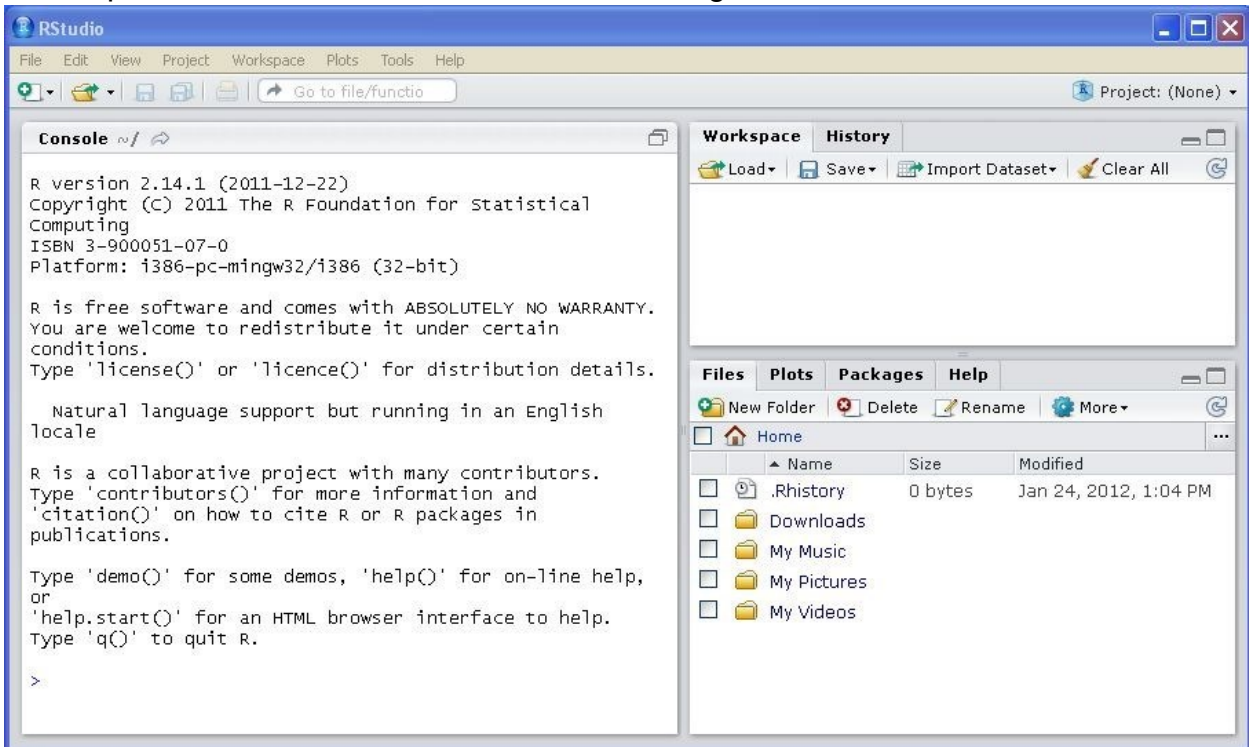 RStudio
File Edit View Project Workspace Plots Tools Help
Go to file/functio
Project: (None)
Console ~/
R version 2.14.1 (2011-12-22)
Copyright (C) 2011 The R Foundation for Statistical
Computing
ISBN 3-900051-07-0
Platform: i386-pc-mingw32/i386 (32-bit)
R is free software and comes with ABSOLUTELY NO WARRANTY.
You are welcome to redistribute it under certain
conditions.
Type 'license()' or 'licence()' for distribution details.
Natural language support but running in an English
locale
R is a collaborative project with many contributors.
Type 'contributors()' for more information and
'citation()' on how to cite R or R packages in
publications.
Type 'demo()' for some demos, 'help()' for on-line help,
or
'help.start()' for an HTML browser interface to help.
Type 'q()' to quit R.
>
Workspace History
Load Save Import Dataset Clear All
Files Plots Packages Help
New Folder Delete Rename More
Home
Name Size Modified
.Rhistory 0 bytes Jan 24, 2012, 1:04 PM
Downloads
My Music
My Pictures
My Videos